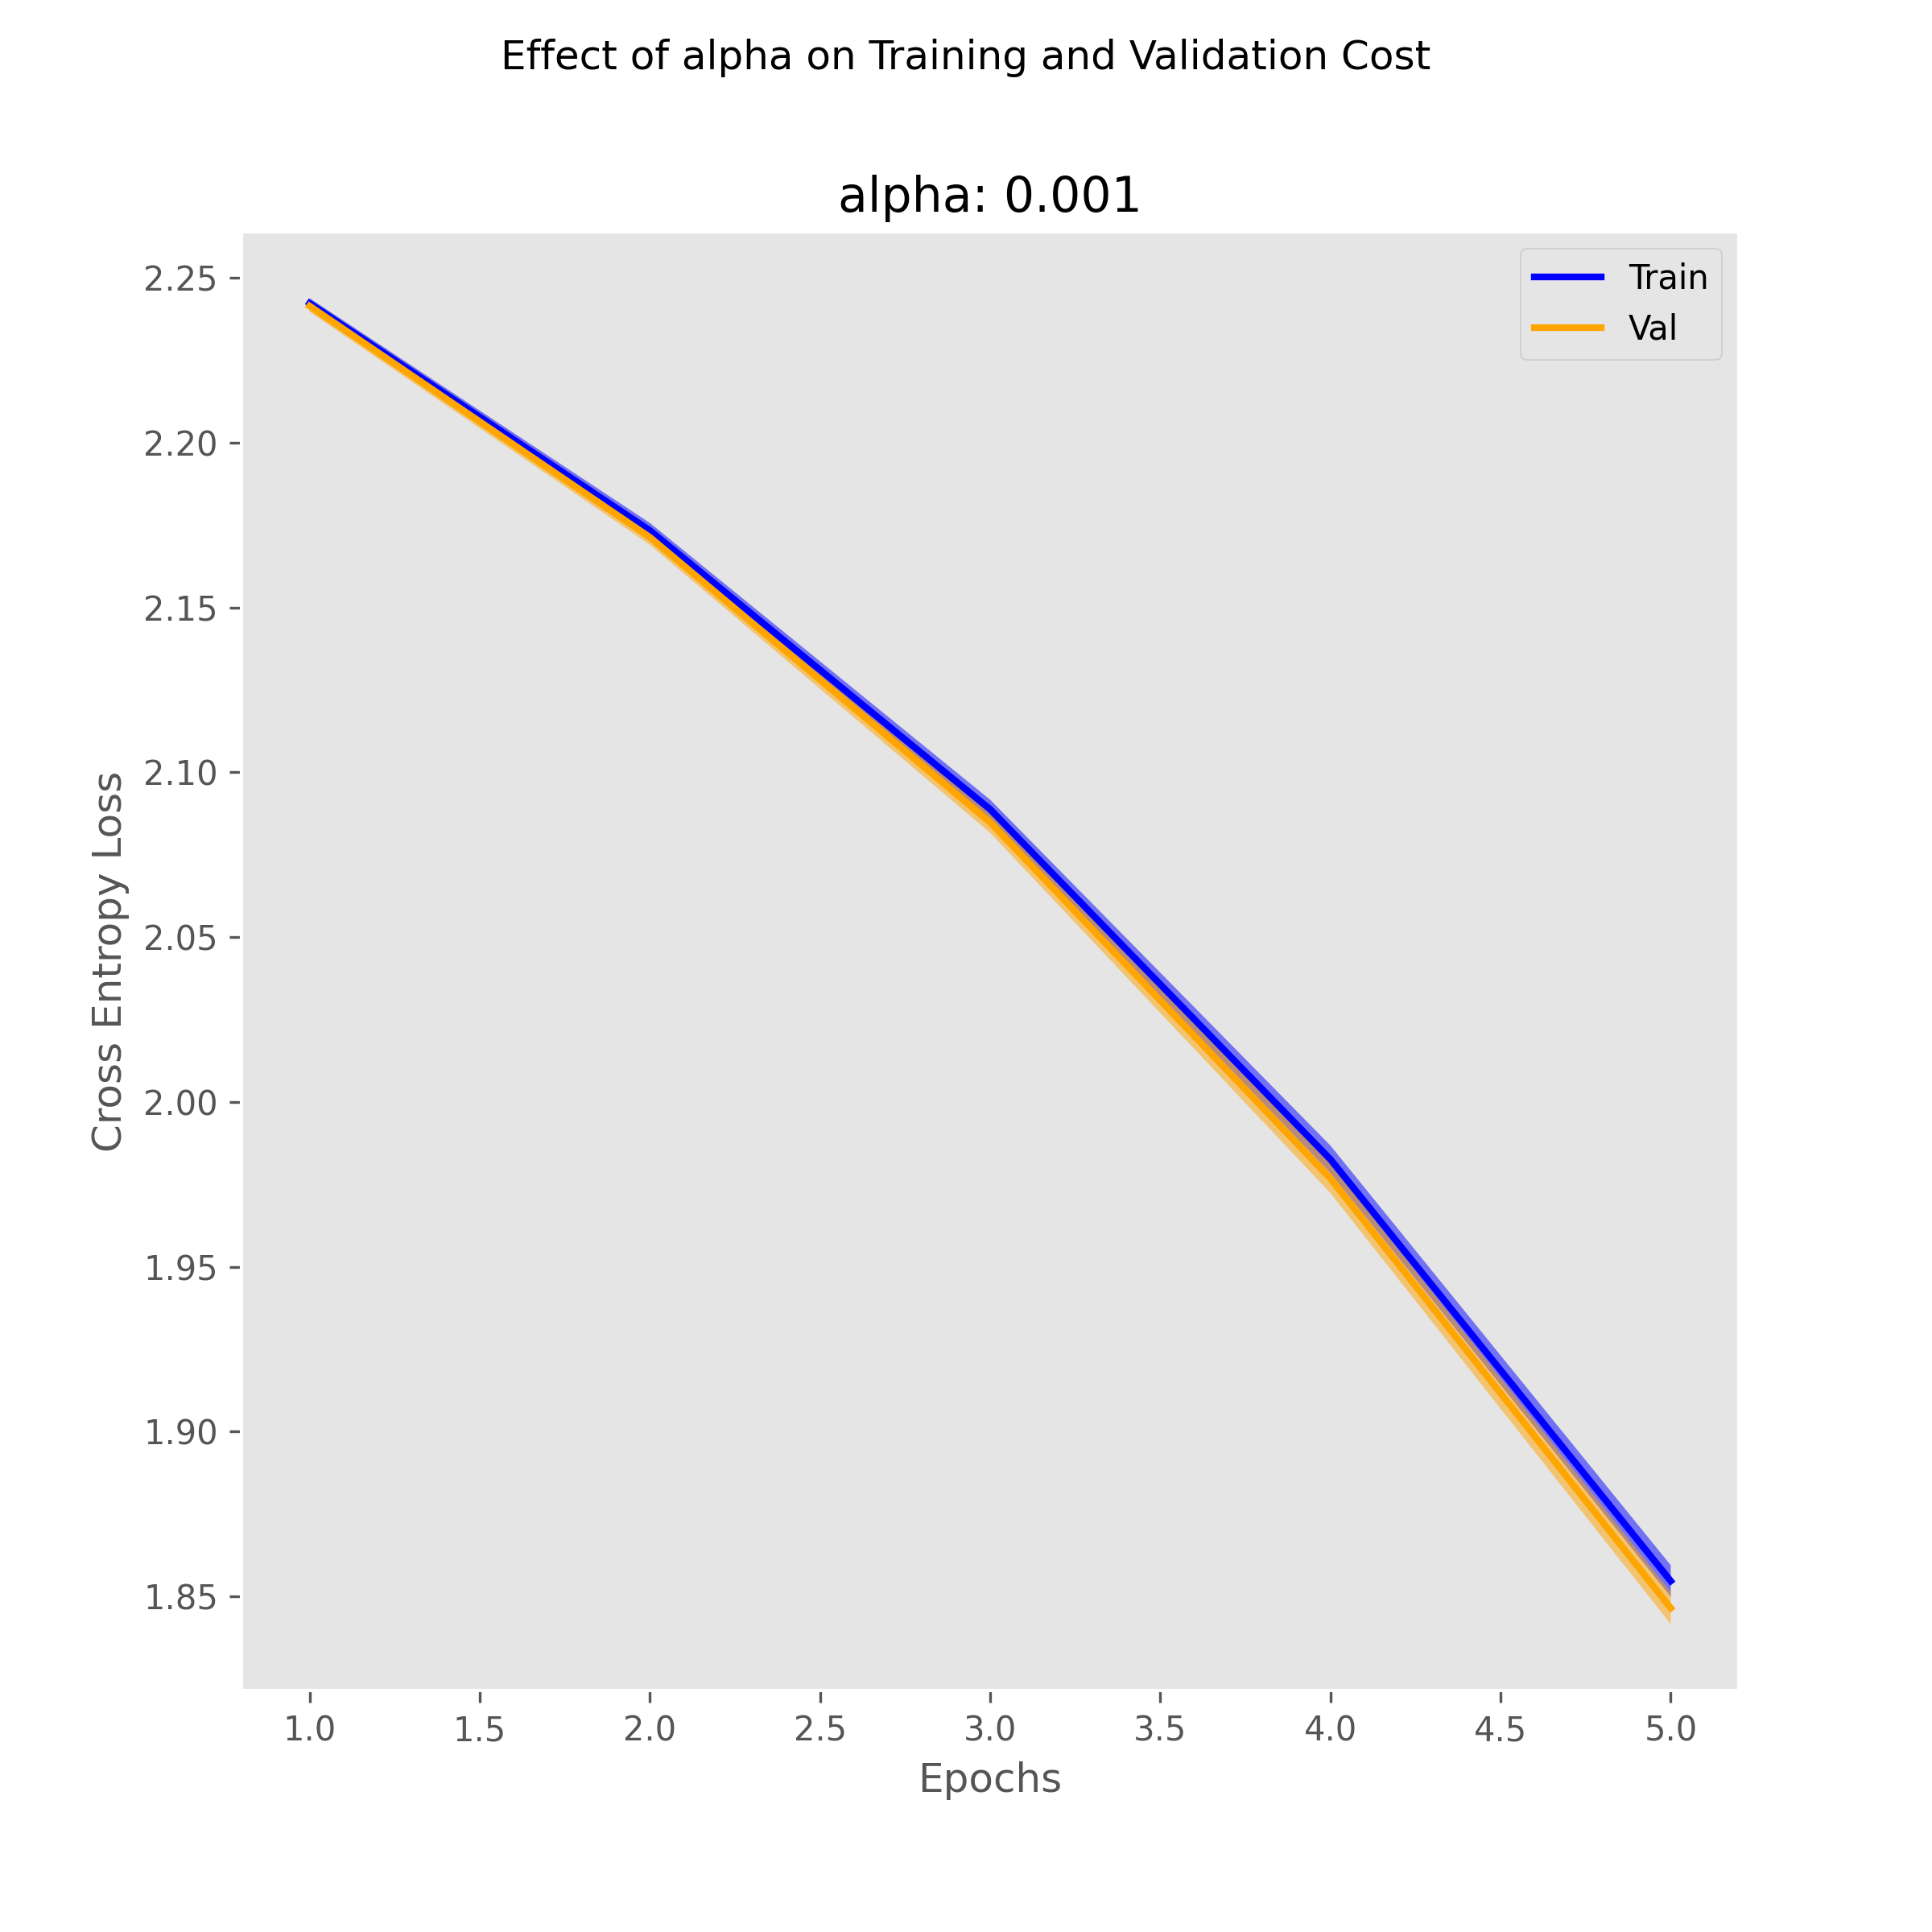 Effect of alpha on Training and Validation Cost
alpha: 0.001
Train
Val
2.25
2.20
2.15
2.10
2.05
2.00
1.95
1.90
1.85
Cross Entropy Loss
1.0 1.5 2.0 2.5 3.0 3.5 4.0 4.5 5.0
Epochs